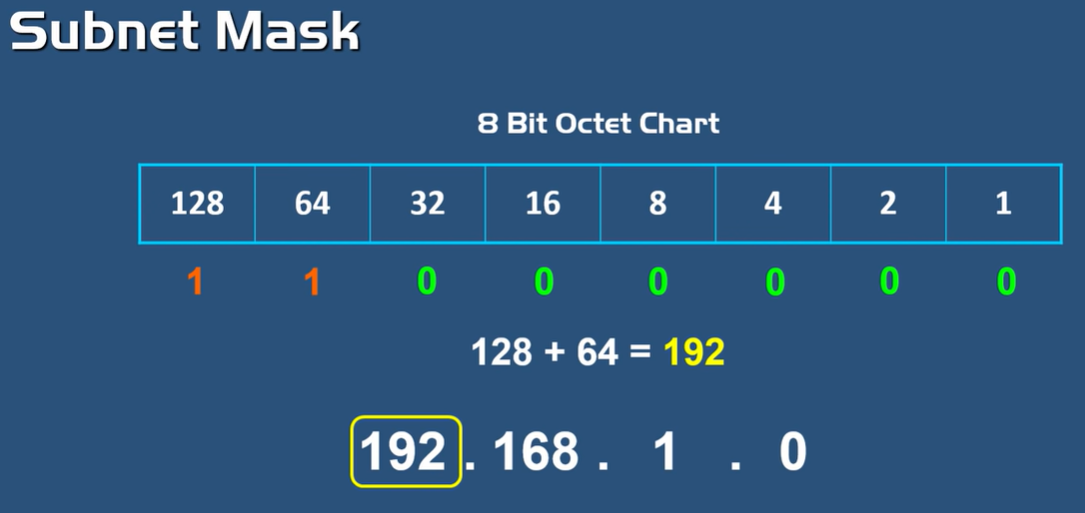 Subnet Mask
8 Bit Octet Chart
128 64 32 16 8 4 2 1
1 1 0 0 0 0 0 0
128 + 64 = 192
192 . 168 . 1 . 0